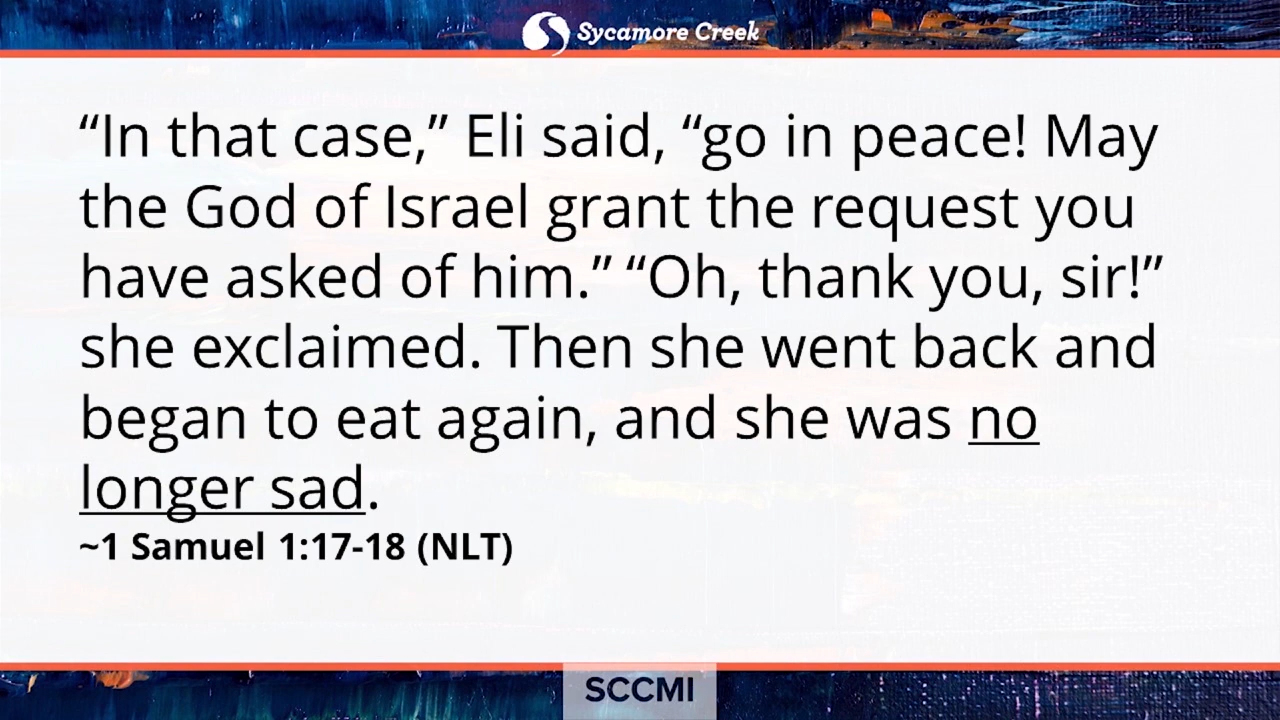 Sycamore Creek
“In that case,” Eli said, “go in peace! May
the God of Israel grant the request you
have asked of him.” “Oh, thank you, sir!”
she exclaimed. Then she went back and
began to eat again, and she was no
longer sad.
~1 Samuel 1:17-18 (NLT)
SCCMI